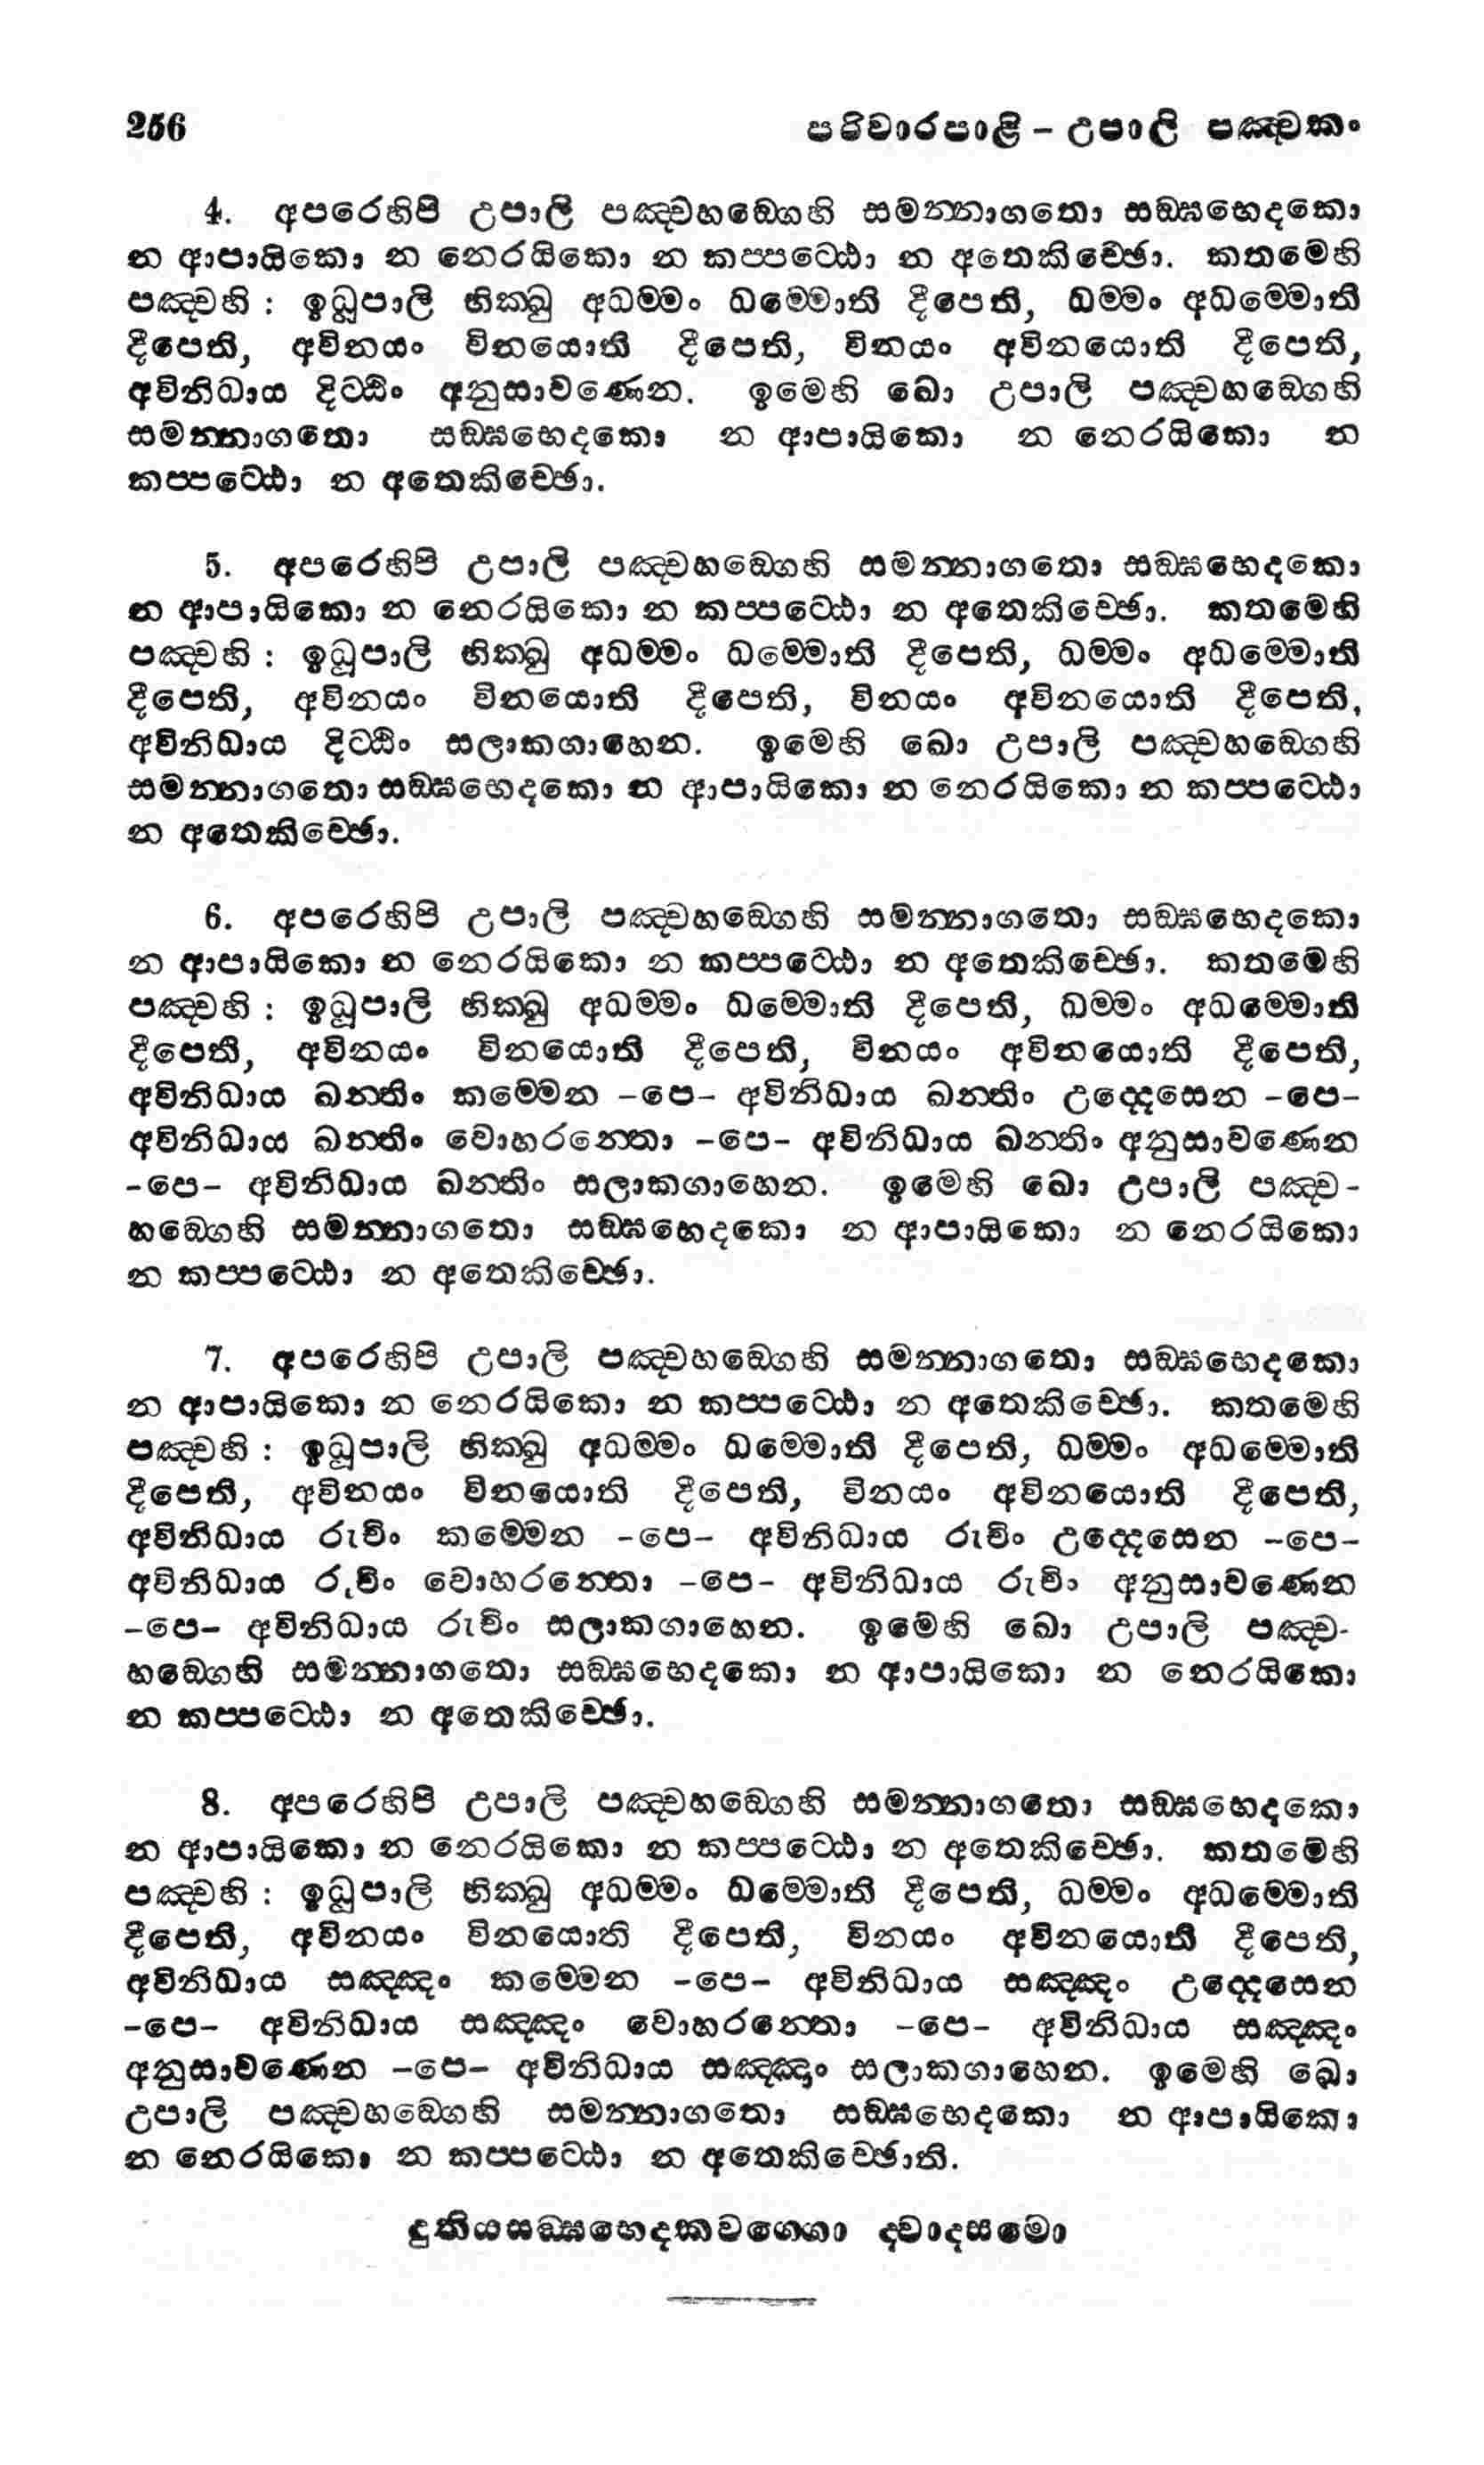 256 පරිවාරපාළි – උපාලි පඤ්චකං
4. අපරෙහිපි උපාලි පඤ්චහඞ්ගෙහි සමන්නාගතො සඞ්ඝභෙදකො
න ආපායිකො න නෙරයිකො න කප්පට්ඨො න අතෙකිච්ඡො. කතමෙහි
පඤ්චහි : ඉධූපාලි භික්ඛු අධම්මං ධම්මොති දීපෙති, ධම්මං අධම්මොති
දීපෙති, අවිනයං විනයොති දීපෙති, විනයං අවිනයොති දීපෙති,
අවිනිධාය දිට්ඨිං අනුසාවණෙන. ඉමෙහි ඛො උපාලි පඤ්චහඞ්ගෙහි
සමන්නාගතො සඞ්ඝභෙදකො න ආපායිකො න නෙරයිකො න
කප්පට්ඨො න අතෙකිච්ඡො.
5. අපරෙහිපි උපාලි පඤ්චහඞ්ගෙහි සමන්නාගතො සඞ්ඝභෙදකො
න ආපායිකො න නෙරයිකො න කප්පට්ඨො න අතෙකිච්ඡො. කතමෙහි
පඤ්චහි : ඉධූපාලි භික්ඛු අධම්මං ධම්මොති දීපෙති, ධම්මං අධම්මොති
දීපෙති, අවිනයං විනයොති දීපෙති, විනයං අවිනයොති දීපෙති,
අවිනිධාය දිට්ඨිං සලාකගාහෙන. ඉමෙහි ඛො උපාලි පඤ්චහඞ්ගෙහි
සමන්නාගතො සඞ්ඝභෙදකො න ආපායිකො න නෙරයිකො න කප්පට්ඨො
න අතෙකිච්ඡො.
6. අපරෙහිපි උපාලි පඤ්චහඞ්ගෙහි සමන්නාගතො සඞ්ඝභෙදකො
න ආපායිකො න නෙරයිකො න කප්පට්ඨො න අතෙකිච්ඡො. කතමෙහි
පඤ්චහි : ඉධූපාලි භික්ඛු අධම්මං ධම්මොති දීපෙති, ධම්මං අධම්මොති
දීපෙති, අවිනයං විනයොති දීපෙති, විනයං අවිනයොති දීපෙති,
අවිනිධාය ඛන්තිං කම්මෙන –පෙ– අවිනිධාය ඛන්තිං උද්දෙසෙන –පෙ–
අවිනිධාය ඛන්තිං වොහරන්තො –පෙ– අවිනිධාය ඛන්තිං අනුසාවණෙන
–පෙ– අවිනිධාය ඛන්තිං සලාකගාහෙන. ඉමෙහි ඛො උපාලි පඤ්ච-
හඞ්ගෙහි සමන්නාගතො සඞ්ඝභෙදකො න ආපායිකො න නෙරයිකො
න කප්පට්ඨො න අතෙකිච්ඡො.
7. අපරෙහිපි උපාලි පඤ්චහඞ්ගෙහි සමන්නාගතො සඞ්ඝභෙදකො
න ආපායිකො න නෙරයිකො න කප්පට්ඨො න අතෙකිච්ඡො. කතමෙහි
පඤ්චහි : ඉධූපාලි භික්ඛු අධම්මං ධම්මොති දීපෙති, ධම්මං අධම්මොති
දීපෙති, අවිනයං විනයොති දීපෙති, විනයං අවිනයොති දීපෙති,
අවිනිධාය රුචිං කම්මෙන –පෙ– අවිනිධාය රුචිං උද්දෙසෙන –පෙ–
අවිනිධාය රුචිං වොහරන්තො –පෙ– අවිනිධාය රුචිං අනුසාවණෙන
–පෙ– අවිනිධාය රුචිං සලාකගාහෙන. ඉමෙහි ඛො උපාලි පඤ්ච-
හඞ්ගෙහි සමන්නාගතො සඞ්ඝභෙදකො න ආපායිකො න නෙරයිකො
න කප්පට්ඨො න අතෙකිච්ඡො.
8. අපරෙහිපි උපාලි පඤ්චහඞ්ගෙහි සමන්නාගතො සඞ්ඝභෙදකො
න ආපායිකො න නෙරයිකො න කප්පට්ඨො න අතෙකිච්ඡො. කතමෙහි
පඤ්චහි : ඉධූපාලි භික්ඛු අධම්මං ධම්මොති දීපෙති, ධම්මං අධම්මොති
දීපෙති, අවිනයං විනයොති දීපෙති, විනයං අවිනයොති දීපෙති,
අවිනිධාය සඤ්ඤං කම්මෙන –පෙ– අවිනිධාය සඤ්ඤං උද්දෙසෙන
–පෙ– අවිනිධාය සඤ්ඤං වොහරන්තො –පෙ– අවිනිධාය සඤ්ඤං
අනුසාවණෙන –පෙ– අවිනිධාය සඤ්ඤං සලාකගාහෙන. ඉමෙහි ඛො
උපාලි පඤ්චහඞ්ගෙහි සමන්නාගතො සඞ්ඝභෙදකො න ආපායිකො
න නෙරයිකො න කප්පට්ඨො න අතෙකිච්ඡොති.
දුතියසඞ්ඝභෙදකවග්ගො ද්වාදසමො